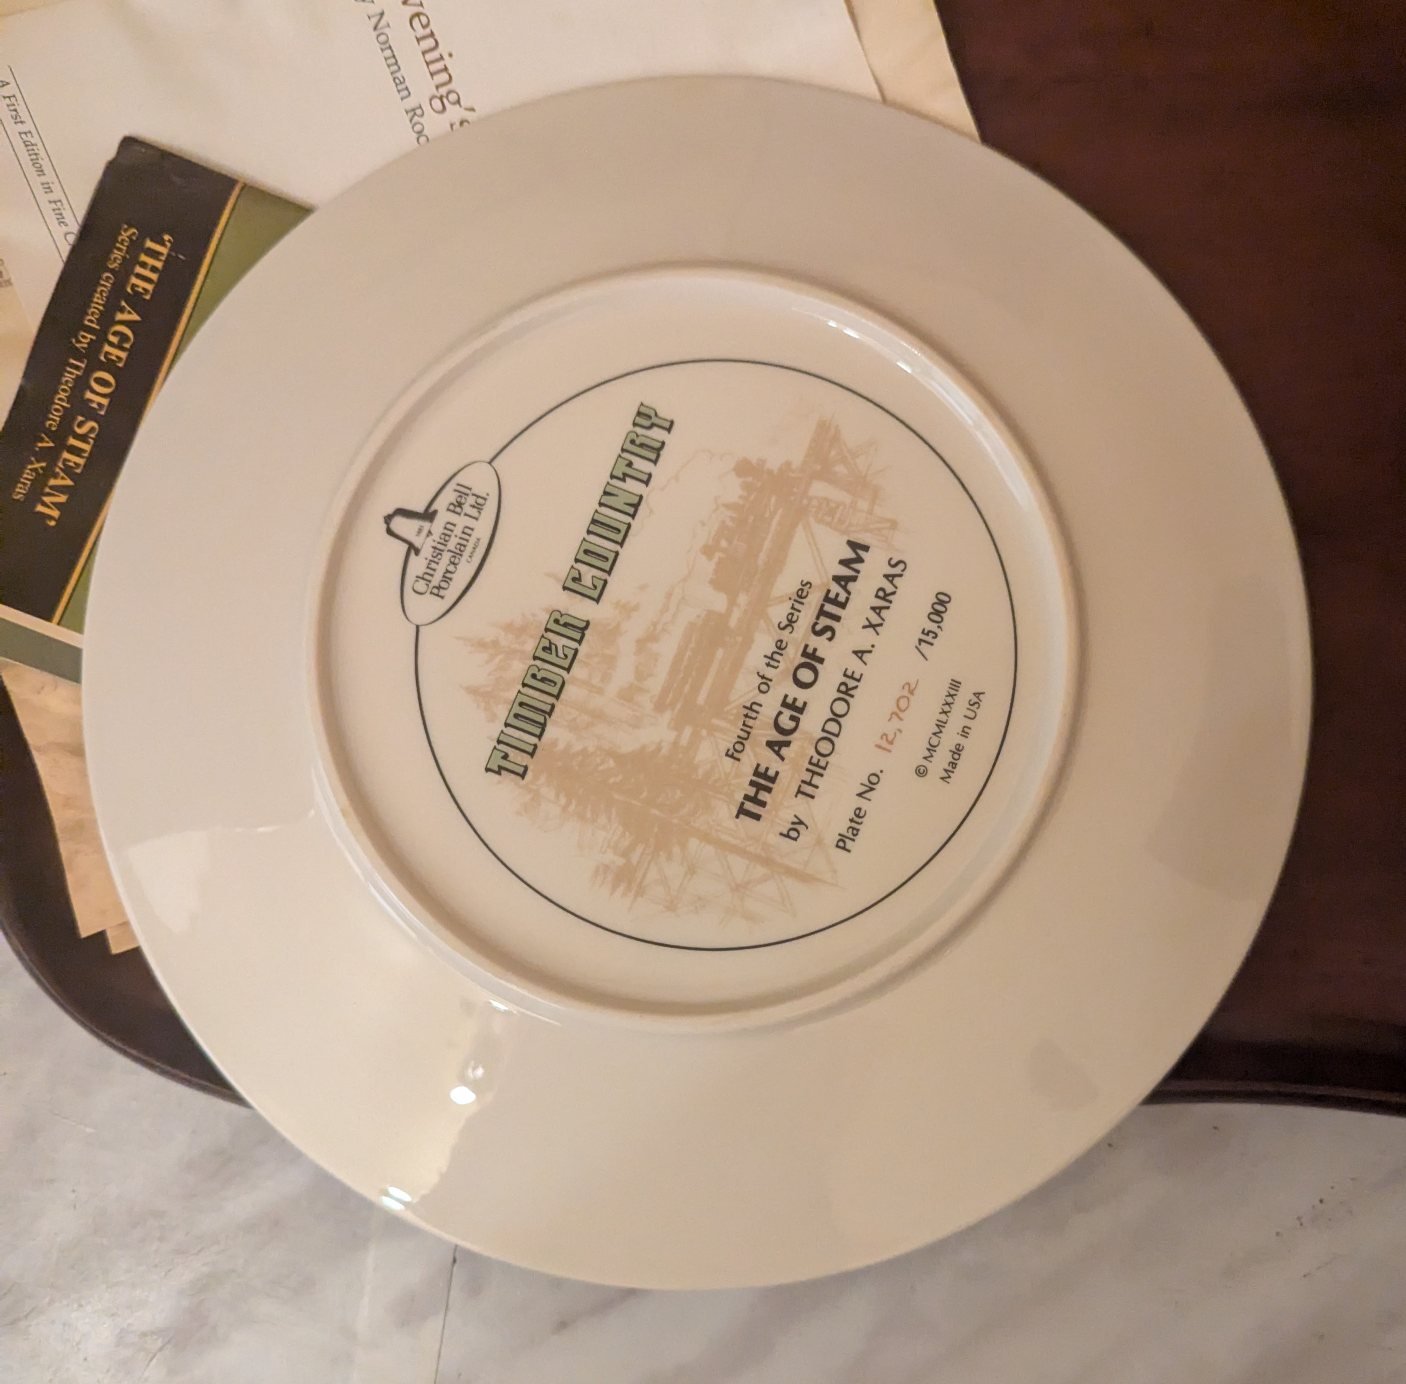 vening's
Norman Roc
A First Edition in Fine C
'THE AGE OF STEAM'
Series created by Theodore A. Xaras
Christian Bell
Porcelain Ltd.
CANADA
TIMBER COUNTRY
Fourth of the Series
THE AGE OF STEAM
by THEODORE A. XARAS
Plate No. 12,702 /15,000
© MCMLXXXIII
Made in USA